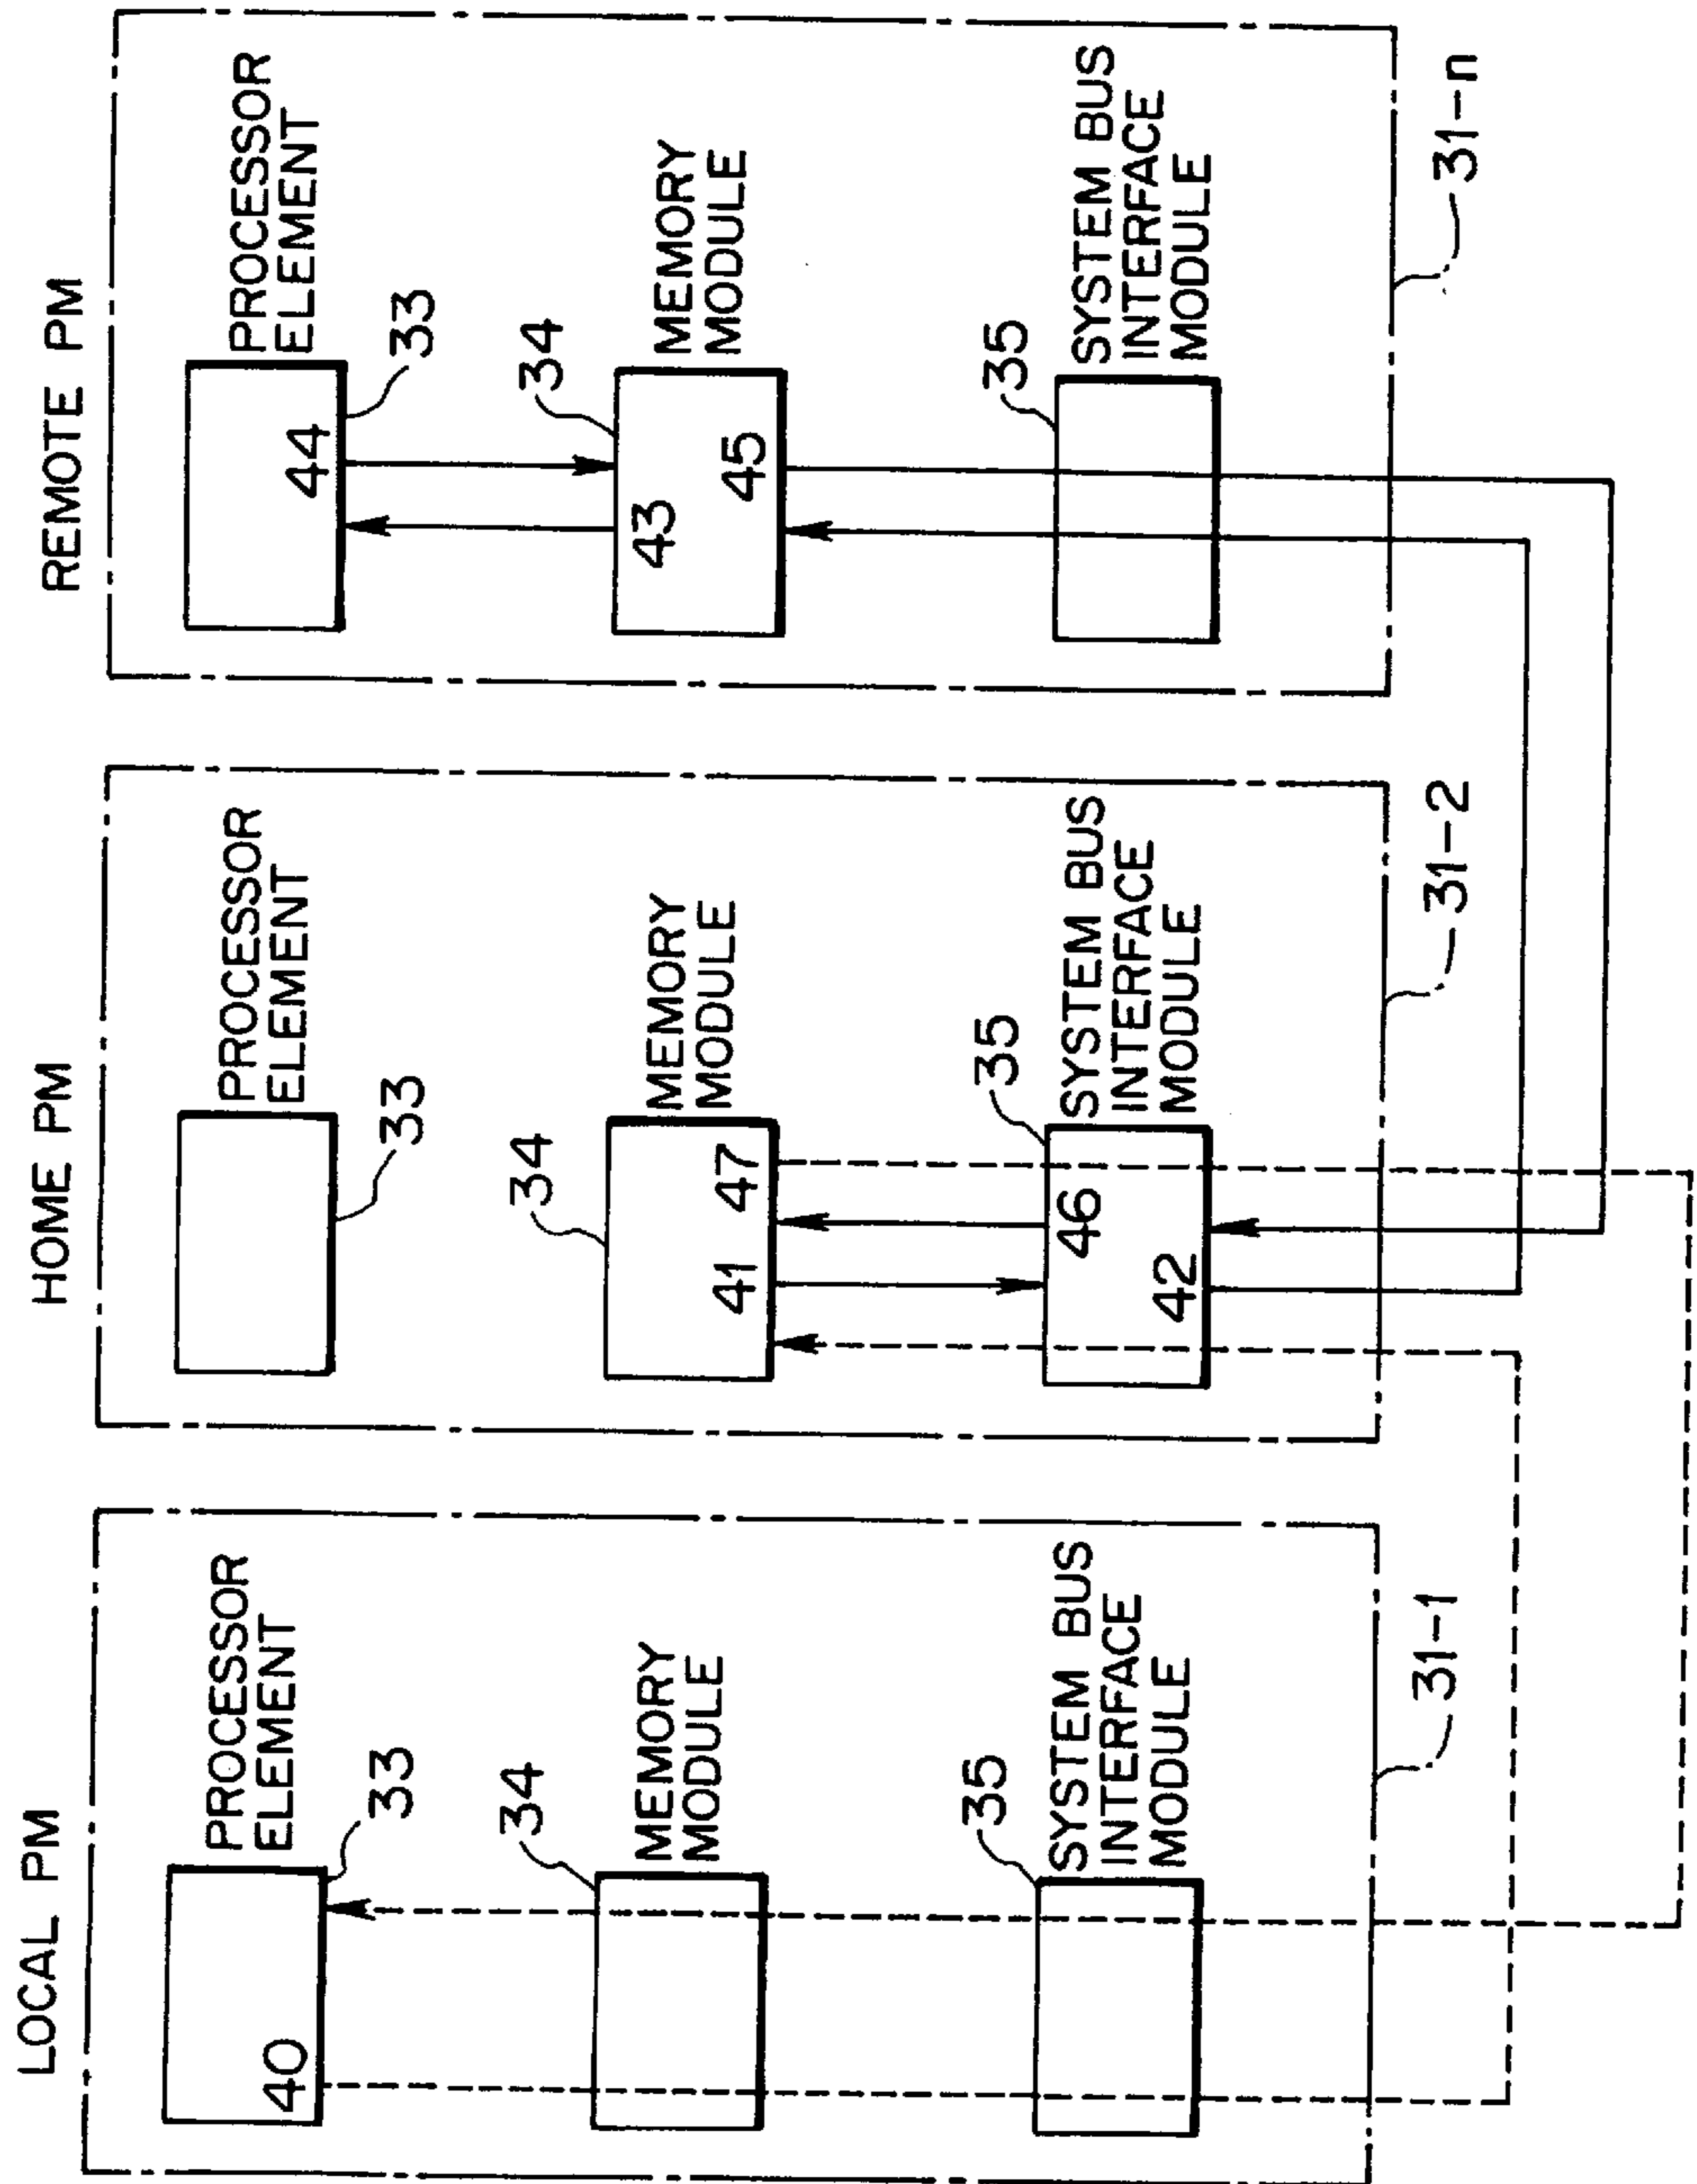 LOCAL PM
PROCESSOR
ELEMENT
40
33
34
MEMORY
MODULE
35
SYSTEM BUS
INTERFACE
MODULE
31-1
HOME PM
PROCESSOR
ELEMENT
33
34
MEMORY
MODULE
41
47
35
SYSTEM BUS
INTERFACE
MODULE
46
42
31-2
REMOTE PM
PROCESSOR
ELEMENT
44
33
34
MEMORY
MODULE
43
45
35
SYSTEM BUS
INTERFACE
MODULE
31-n